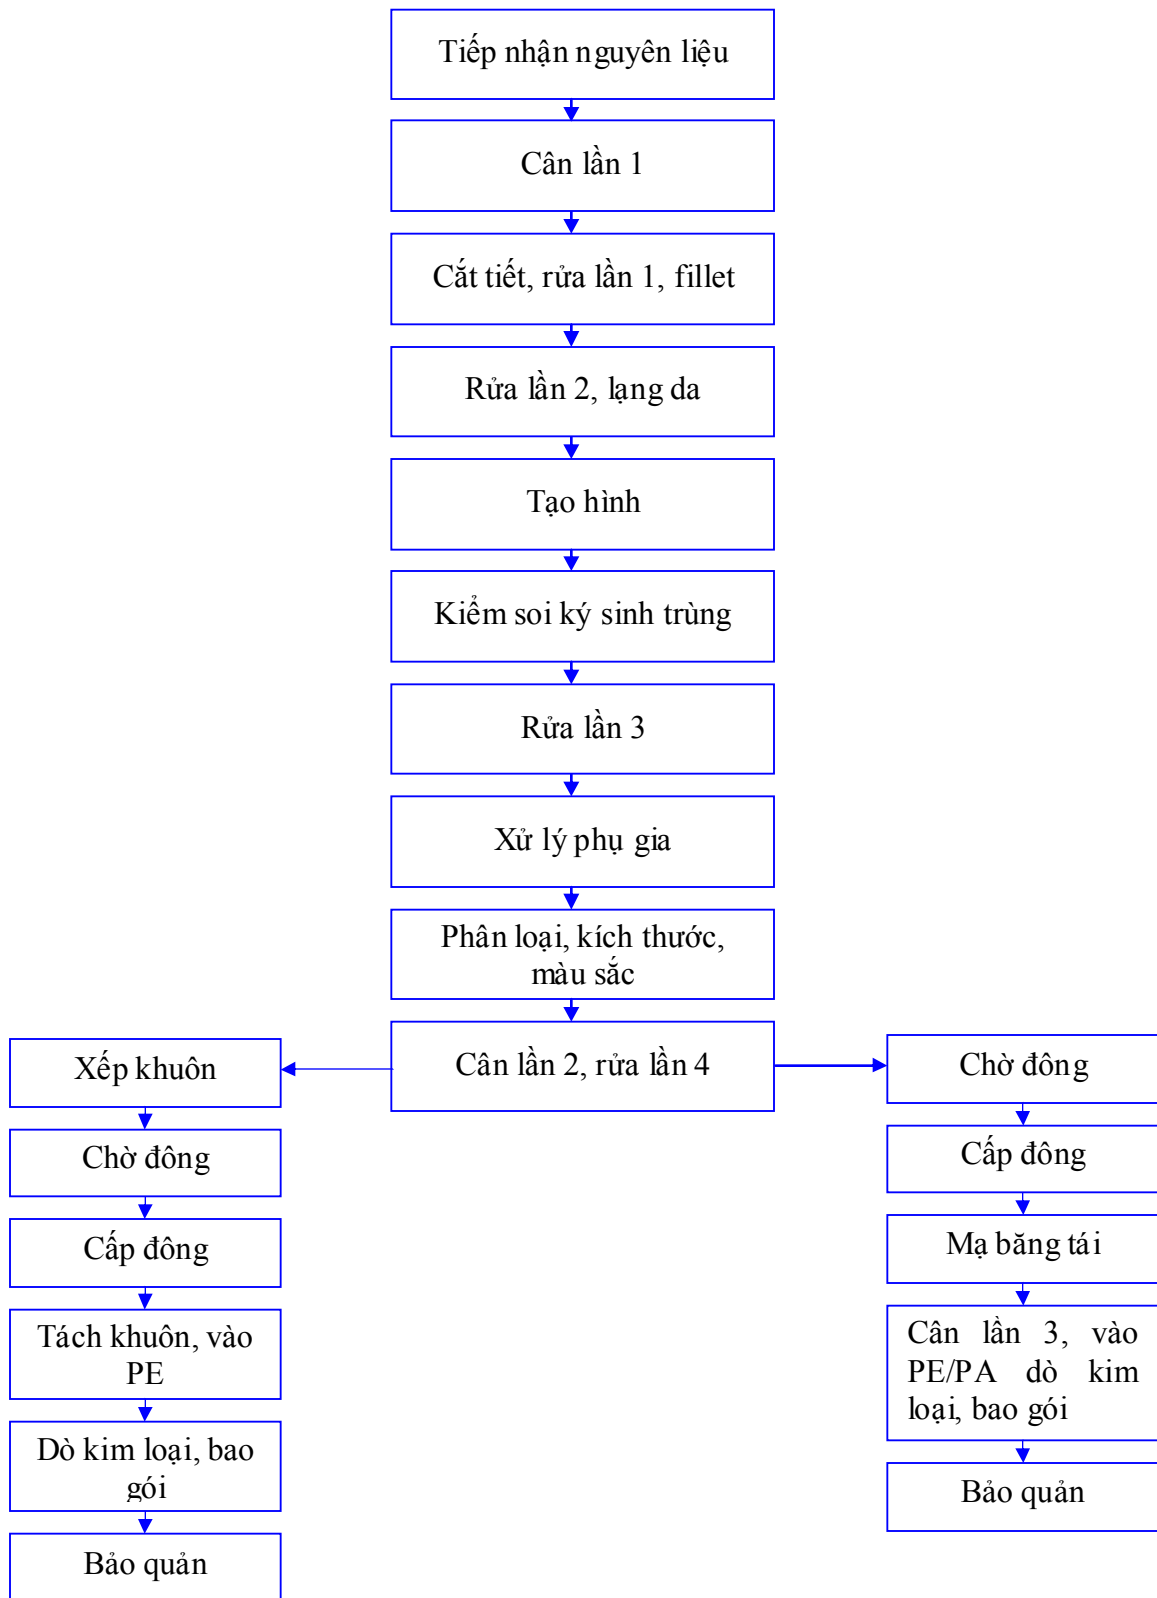 Tiếp nhận nguyên liệu
Cân lần 1
Cắt tiết, rửa lần 1, fillet
Rửa lần 2, lạng da
Tạo hình
Kiểm soi ký sinh trùng
Rửa lần 3
Xử lý phụ gia
Phân loại, kích thước,
màu sắc
Cân lần 2, rửa lần 4
Xếp khuôn
Chờ đông
Cấp đông
Tách khuôn, vào
PE
Dò kim loại, bao
gói
Bảo quản
Chờ đông
Cấp đông
Mạ băng tái
Cân lần 3, vào
PE/PA dò kim
loại, bao gói
Bảo quản